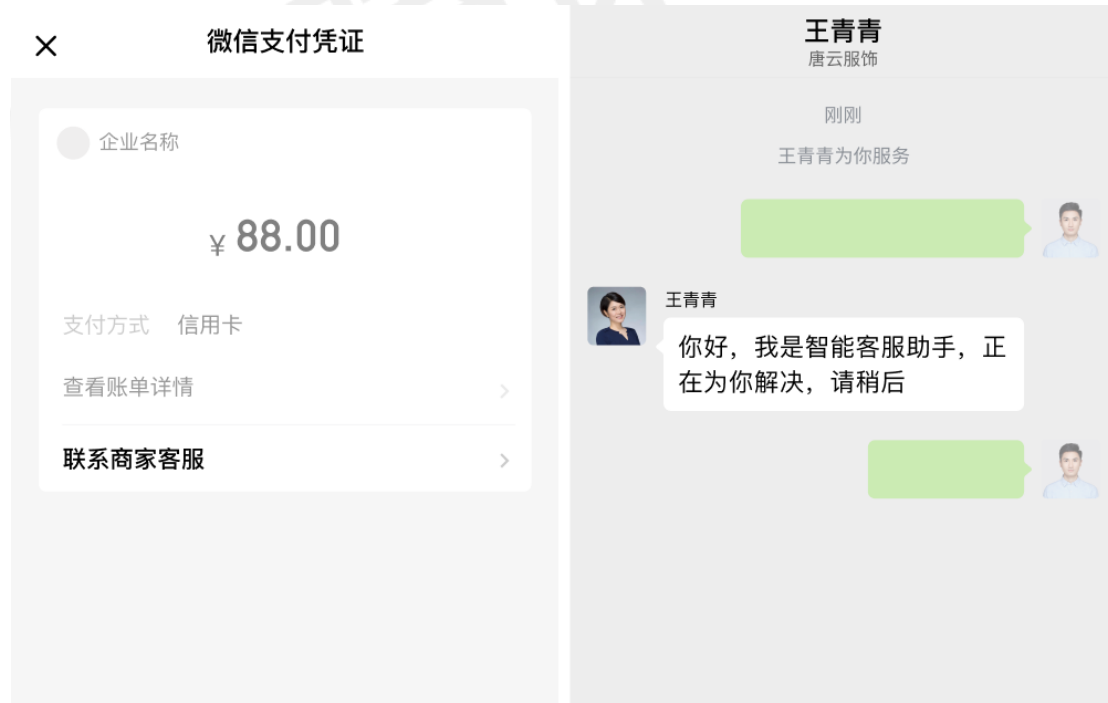 微信支付凭证
企业名称
¥ 88.00
支付方式 信用卡
查看账单详情
联系商家客服
王青青
唐云服饰
刚刚
王青青为你服务
王青青
你好，我是智能客服助手，正
在为你解决，请稍后